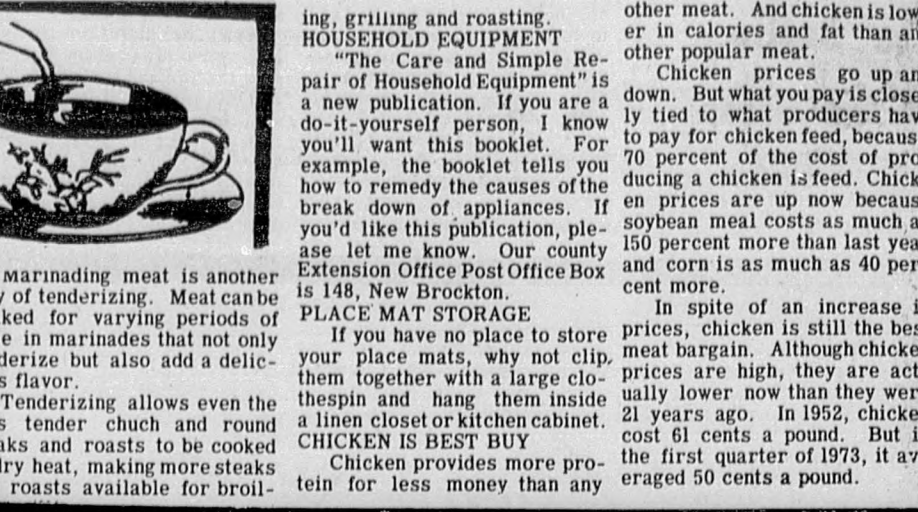 Marinading meat is another
of tenderizing. Meat can be
ked for varying periods of
e in marinades that not only
derize but also add a delic-
s flavor.
Tenderizing allows even the
s tender chuch and round
aks and roasts to be cooked
dry heat, making more steaks
roasts available for broil-
ing, grilling and roasting.
HOUSEHOLD EQUIPMENT
"The Care and Simple Re-
pair of Household Equipment" is
a new publication. If you are a
do-it-yourself person, I know
you'll want this booklet. For
example, the booklet tells you
how to remedy the causes of the
break down of appliances. If
you'd like this publication, ple-
ase let me know. Our county
Extension Office Post Office Box
is 148, New Brockton.
PLACE MAT STORAGE
If you have no place to store
your place mats, why not clip
them together with a large clo-
thespin and hang them inside
a linen closet or kitchen cabinet.
CHICKEN IS BEST BUY
Chicken provides more pro-
tein for less money than any
other meat. And chicken is low
er in calories and fat than an
other popular meat.
Chicken prices go up an
down. But what you pay is close
ly tied to what producers hav
to pay for chicken feed, becaus
70 percent of the cost of pro
ducing a chicken is feed. Chick
en prices are up now becaus
soybean meal costs as much a
150 percent more than last yea
and corn is as much as 40 per
cent more.
In spite of an increase i
prices, chicken is still the bes
meat bargain. Although chicke
prices are high, they are act
ually lower now than they wer
21 years ago. In 1952, chicke
cost 61 cents a pound. But i
the first quarter of 1973, it av
eraged 50 cents a pound.